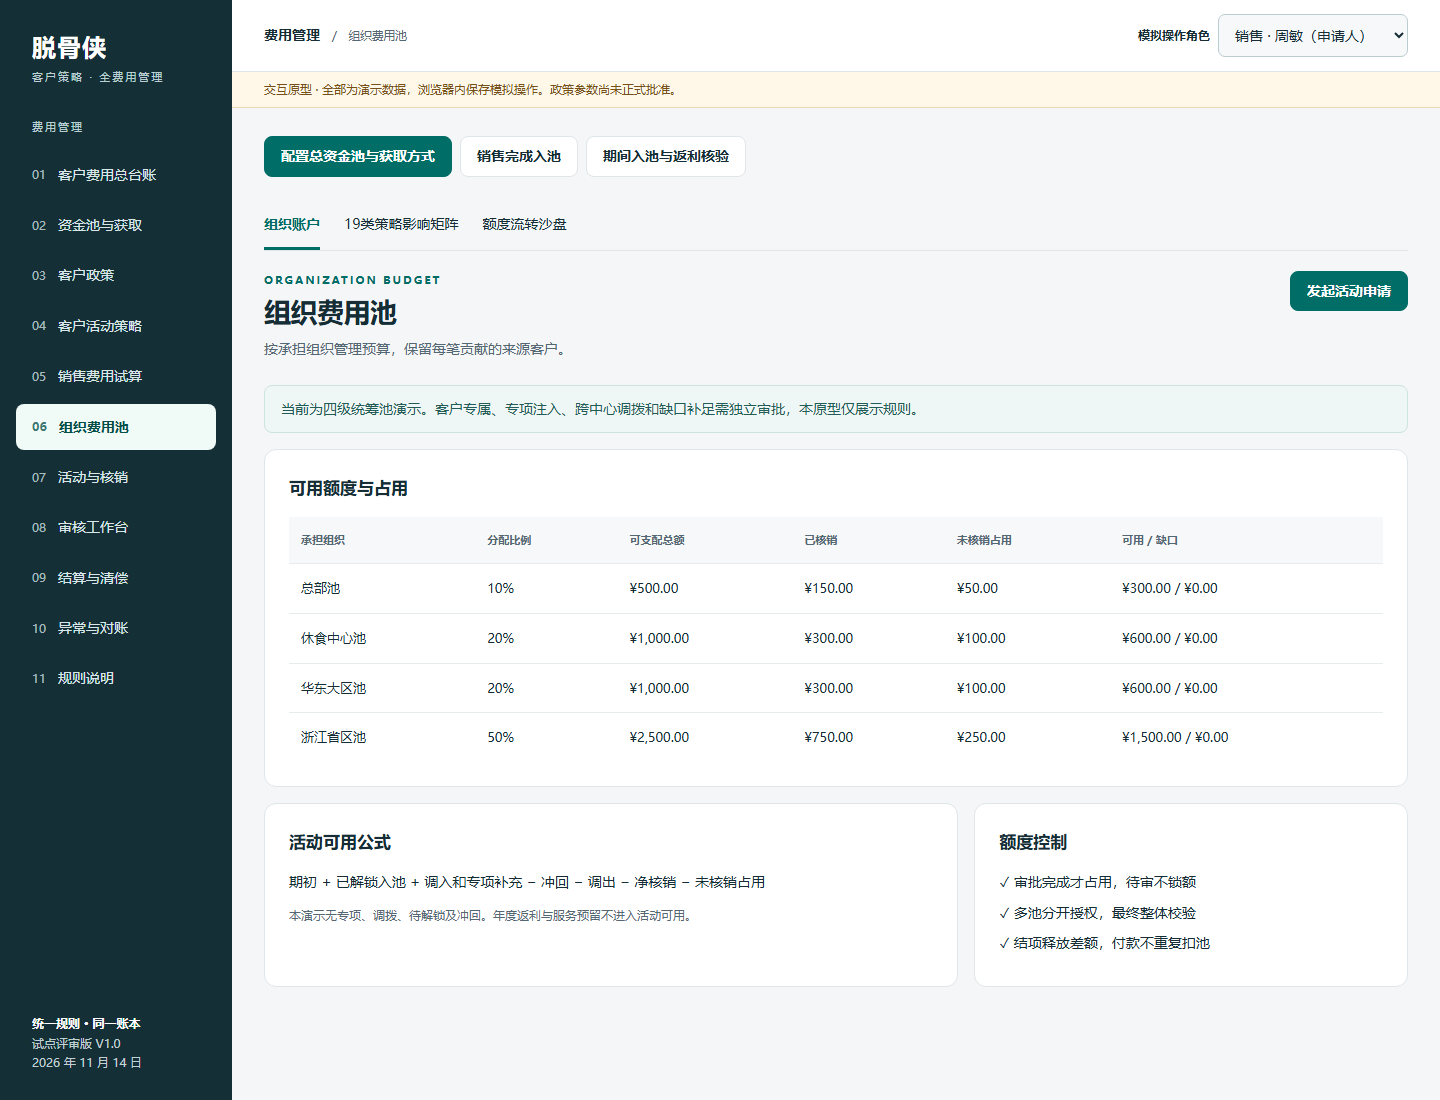 脱骨侠
客户策略 · 全费用管理
费用管理
01 客户费用总台账
02 资金池与获取
03 客户政策
04 客户活动策略
05 销售费用试算
06 组织费用池
07 活动与核销
08 审核工作台
09 结算与清偿
10 异常与对账
11 规则说明
统一规则 • 同一账本
试点评审版 V1.0
2026 年 11 月 14 日
费用管理 / 组织费用池
模拟操作角色 销售 · 周敏（申请人）
交互原型 · 全部为演示数据，浏览器内保存模拟操作。政策参数尚未正式批准。
配置总资金池与获取方式 销售完成入池 期间入池与返利核验
组织账户 19类策略影响矩阵 额度流转沙盘
ORGANIZATION BUDGET
组织费用池
按承担组织管理预算，保留每笔贡献的来源客户。
发起活动申请
当前为四级统筹池演示。客户专属、专项注入、跨中心调拨和缺口补足需独立审批，本原型仅展示规则。
可用额度与占用
承担组织 分配比例 可支配总额 已核销 未核销占用 可用 / 缺口
总部池 10% ¥500.00 ¥150.00 ¥50.00 ¥300.00 / ¥0.00
休食中心池 20% ¥1,000.00 ¥300.00 ¥100.00 ¥600.00 / ¥0.00
华东大区池 20% ¥1,000.00 ¥300.00 ¥100.00 ¥600.00 / ¥0.00
浙江省区池 50% ¥2,500.00 ¥750.00 ¥250.00 ¥1,500.00 / ¥0.00
活动可用公式
期初 + 已解锁入池 + 调入和专项补充 − 冲回 − 调出 − 净核销 − 未核销占用
本演示无专项、调拨、待解锁及冲回。年度返利与服务预留不进入活动可用。
额度控制
✓ 审批完成才占用，待审不锁额
✓ 多池分开授权，最终整体校验
✓ 结项释放差额，付款不重复扣池